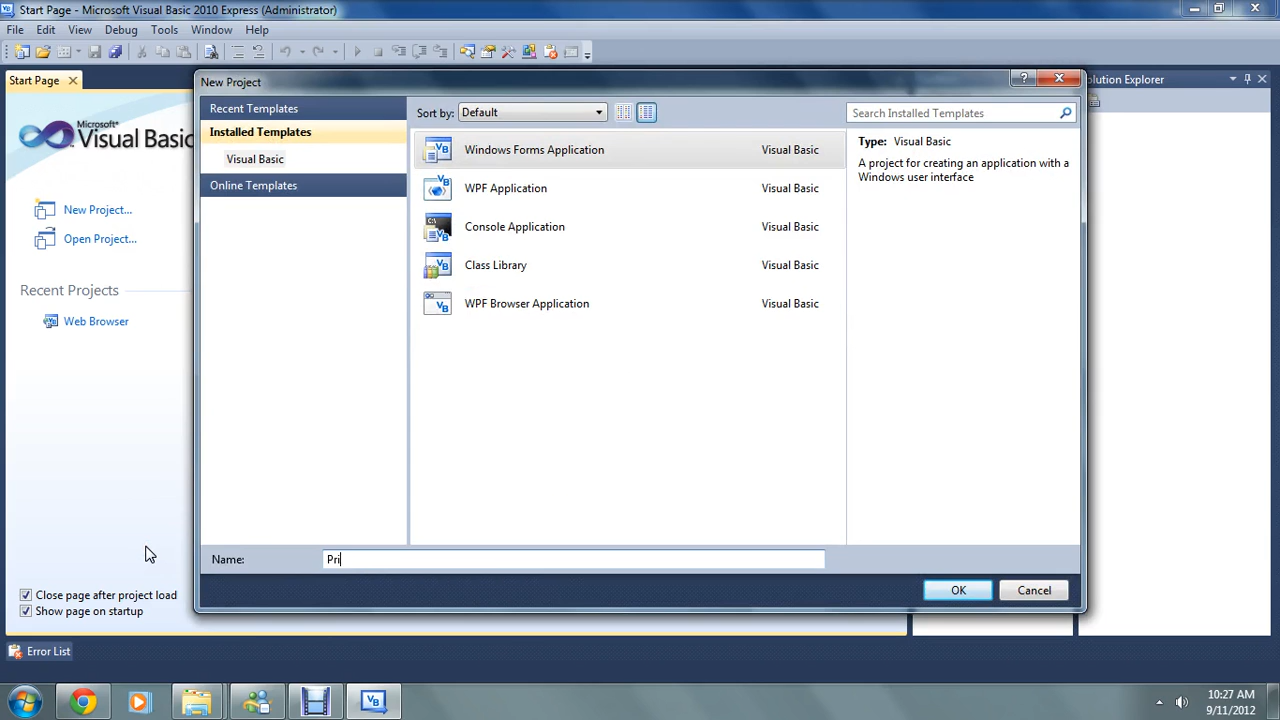 Start Page - Microsoft Visual Basic 2010 Express (Administrator)
File Edit View Debug Tools Window Help
Start Page
New Project
olution Explorer
Microsoft®
Visual Basic
New Project...
Open Project...
Recent Projects
Web Browser
Recent Templates
Installed Templates
Visual Basic
Online Templates
Sort by: Default
Search Installed Templates
Windows Forms Application Visual Basic
WPF Application Visual Basic
Console Application Visual Basic
Class Library Visual Basic
WPF Browser Application Visual Basic
Type: Visual Basic
A project for creating an application with a
Windows user interface
Name: Pri
OK Cancel
Close page after project load
Show page on startup
Error List
10:27 AM
9/11/2012